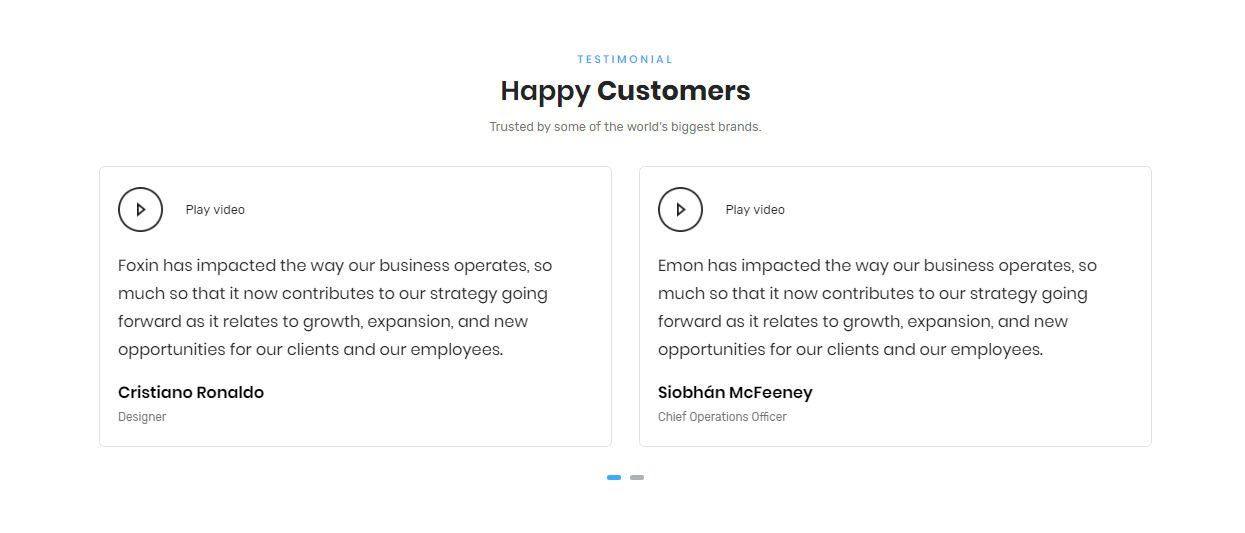 TESTIMONIAL
Happy Customers
Trusted by some of the world's biggest brands.
Play video
Foxin has impacted the way our business operates, so
much so that it now contributes to our strategy going
forward as it relates to growth, expansion, and new
opportunities for our clients and our employees.
Cristiano Ronaldo
Designer
Play video
Emon has impacted the way our business operates, so
much so that it now contributes to our strategy going
forward as it relates to growth, expansion, and new
opportunities for our clients and our employees.
Siobhán McFeeney
Chief Operations Officer